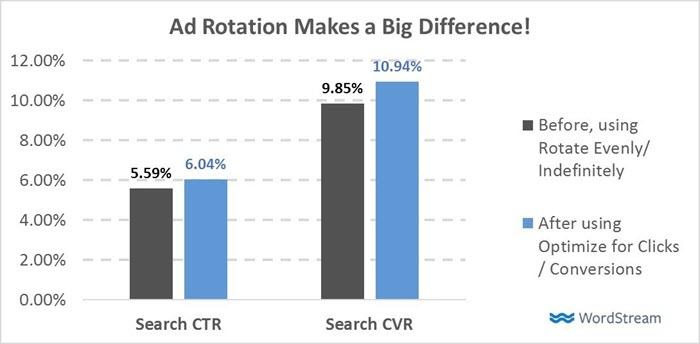 Ad Rotation Makes a Big Difference!
12.00%
10.00%
8.00%
6.00%
4.00%
2.00%
0.00%
5.59%
6.04%
9.85%
10.94%
Search CTR
Search CVR
Before, using
Rotate Evenly/
Indefinitely
After using
Optimize for Clicks
/ Conversions
WordStream